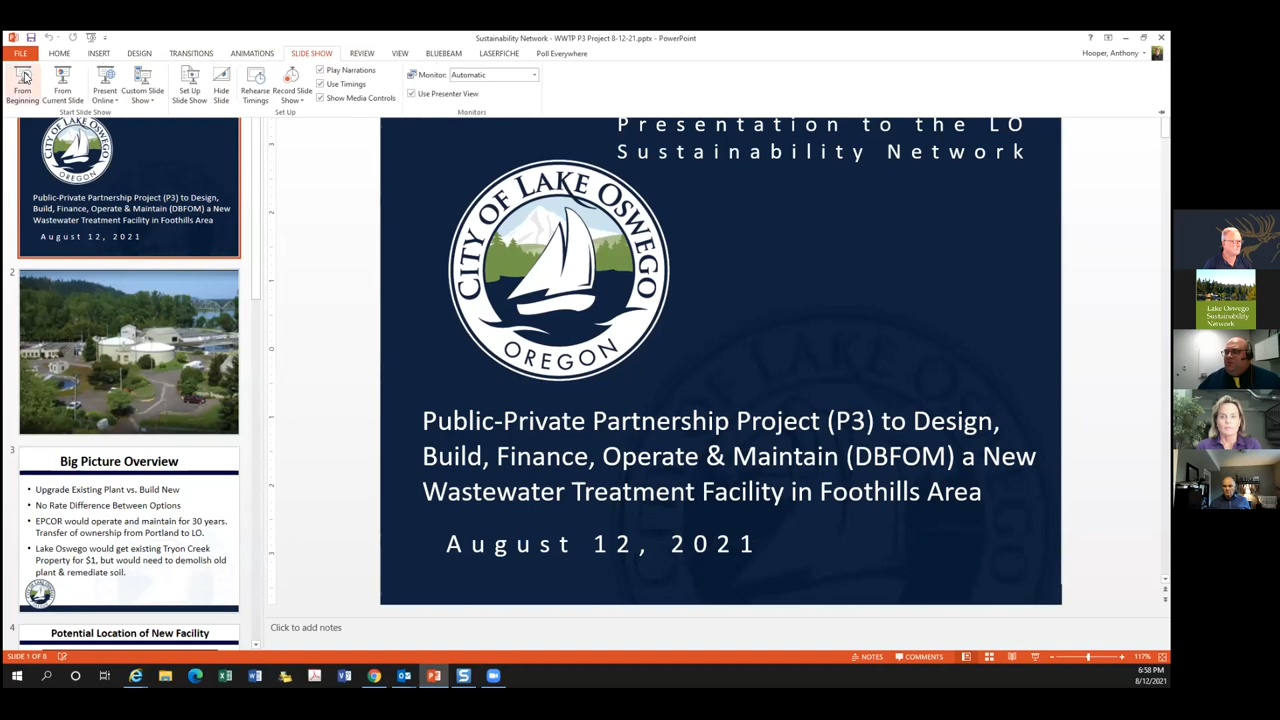 Sustainability Network - WWTP P3 Project 8-12-21.pptx - PowerPoint
FILE HOME INSERT DESIGN TRANSITIONS ANIMATIONS SLIDE SHOW REVIEW VIEW BLUEBEAM LASERFICHE Poll Everywhere
Hooper, Anthony
From Beginning
From Current Slide
Present Online
Custom Slide Show
Set Up Slide Show
Hide Slide
Rehearse Timings
Record Slide Show
Play Narrations
Use Timings
Show Media Controls
Monitor: Automatic
Use Presenter View
Start Slide Show
Set Up
Monitors
CITY OF LAKE OSWEGO
OREGON
Public-Private Partnership Project (P3) to Design,
Build, Finance, Operate & Maintain (DBFOM) a New
Wastewater Treatment Facility in Foothills Area
August 12, 2021
2
3
Big Picture Overview
• Upgrade Existing Plant vs. Build New
• No Rate Difference Between Options
• EPCOR would operate and maintain for 30 years.
Transfer of ownership from Portland to LO.
• Lake Oswego would get existing Tryon Creek
Property for $1, but would need to demolish old
plant & remediate soil.
4
Potential Location of New Facility
Presentation to the LO
Sustainability Network
CITY OF LAKE OSWEGO
OREGON
Public-Private Partnership Project (P3) to Design,
Build, Finance, Operate & Maintain (DBFOM) a New
Wastewater Treatment Facility in Foothills Area
August 12, 2021
Click to add notes
Lake Oswego
Sustainability
Network
SLIDE 1 OF 8
NOTES
COMMENTS
117%
6:58 PM
8/12/2021